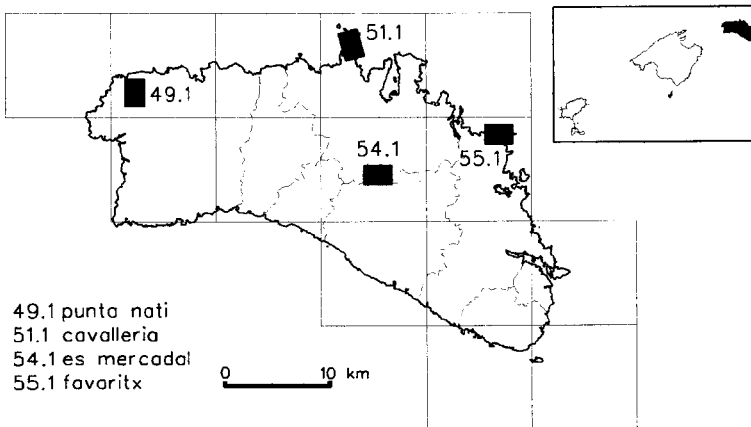 51.1
49.1
54.1
55.1
49.1 punta nati
51.1 cavalleria
54.1 es mercadal
55.1 favaritx
0 10 km